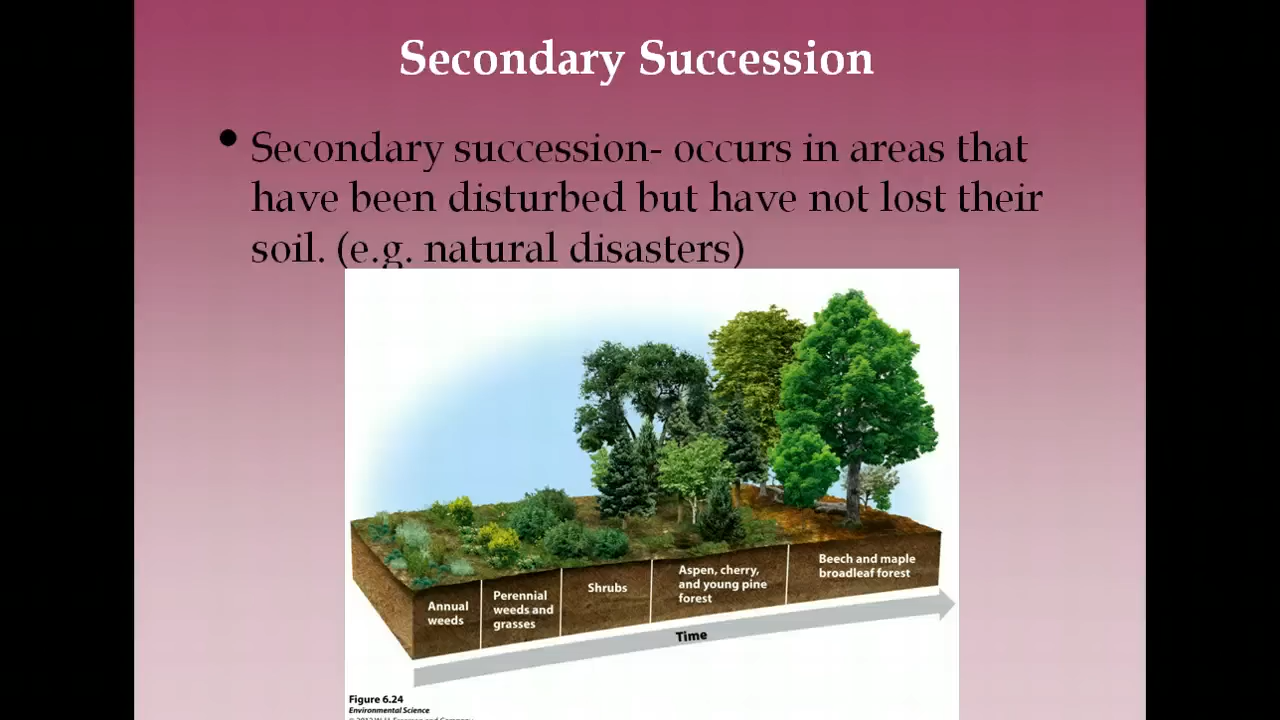 Secondary Succession
• Secondary succession- occurs in areas that
have been disturbed but have not lost their
soil. (e.g. natural disasters)
Annual
weeds
Perennial
weeds and
grasses
Shrubs
Aspen, cherry,
and young pine
forest
Beech and maple
broadleaf forest
Time
Figure 6.24
Environmental Science